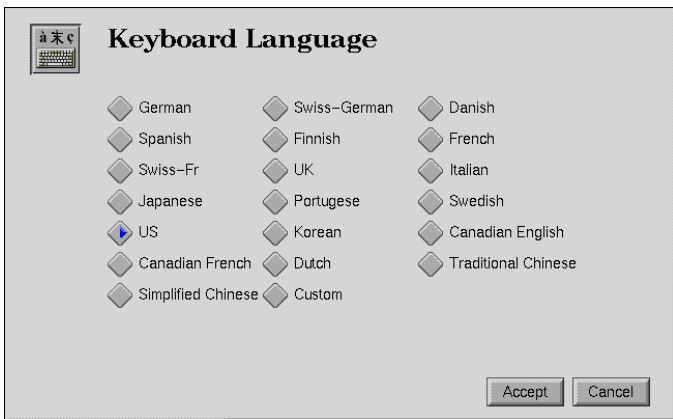 à 末 ç
Keyboard Language
German Swiss-German Danish
Spanish Finnish French
Swiss-Fr UK Italian
Japanese Portugese Swedish
US Korean Canadian English
Canadian French Dutch Traditional Chinese
Simplified Chinese Custom
Accept Cancel